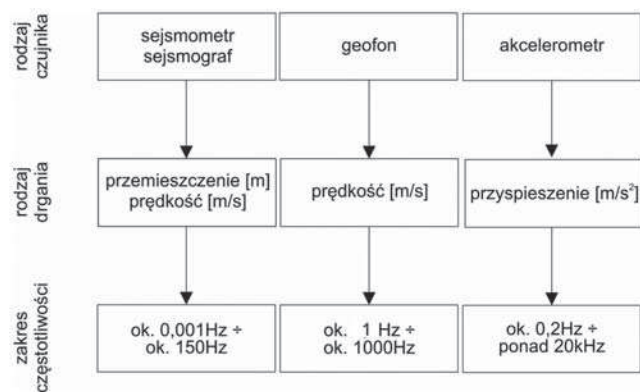 rodzaj
czujnika
sejsmometr
sejsmograf
geofon
akcelerometr
rodzaj
drgania
przemieszczenie [m]
prędkość [m/s]
prędkość [m/s]
przyspieszenie [m/s²]
zakres
częstotliwości
ok. 0,001Hz ÷
ok. 150Hz
ok. 1 Hz ÷
ok. 1000Hz
ok. 0,2Hz ÷
ponad 20kHz